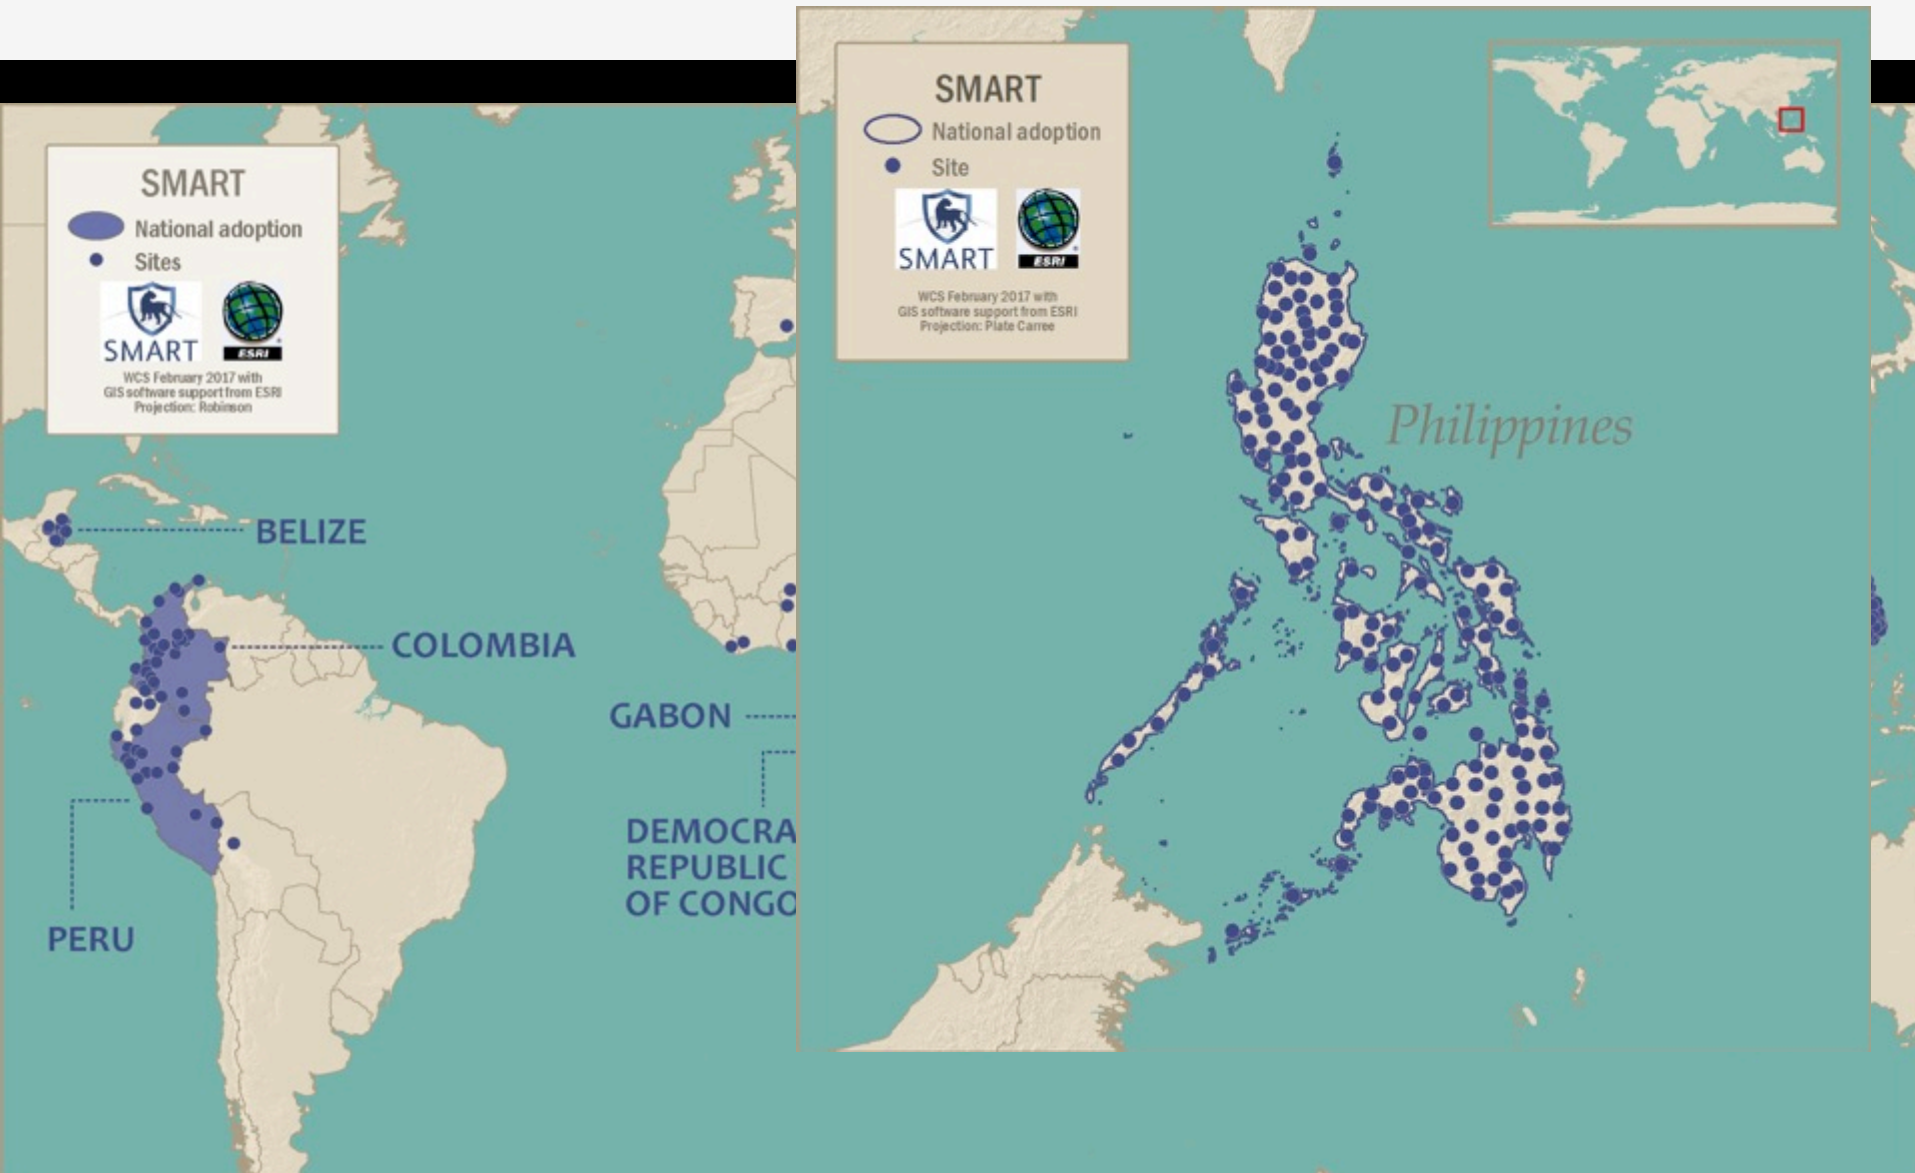 SMART
National adoption
Sites
SMART
ESRI
WCS February 2017 with
GIS software support from ESRI
Projection: Robinson
BELIZE
COLOMBIA
PERU
GABON
DEMOCRA
REPUBLIC
OF CONGO
SMART
National adoption
Site
SMART
ESRI
WCS February 2017 with
GIS software support from ESRI
Projection: Plate Carree
Philippines